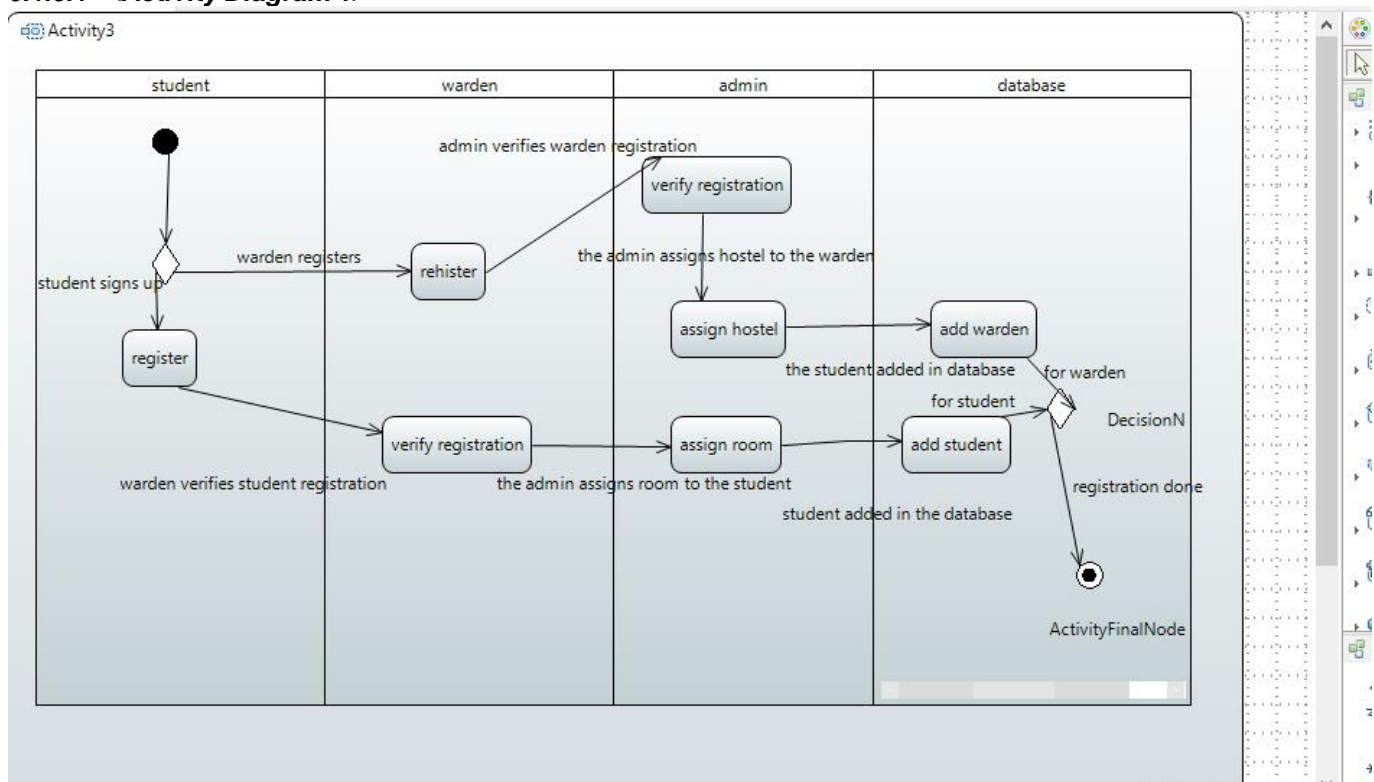 Activity Diagram 1:
Activity3
student
warden
admin
database
admin verifies warden registration
verify registration
warden registers
the admin assigns hostel to the warden
rehister
student signs up
assign hostel
add warden
register
the student added in database
for warden
for student
DecisionN
verify registration
assign room
add student
warden verifies student registration
the admin assigns room to the student
registration done
student added in the database
ActivityFinalNode